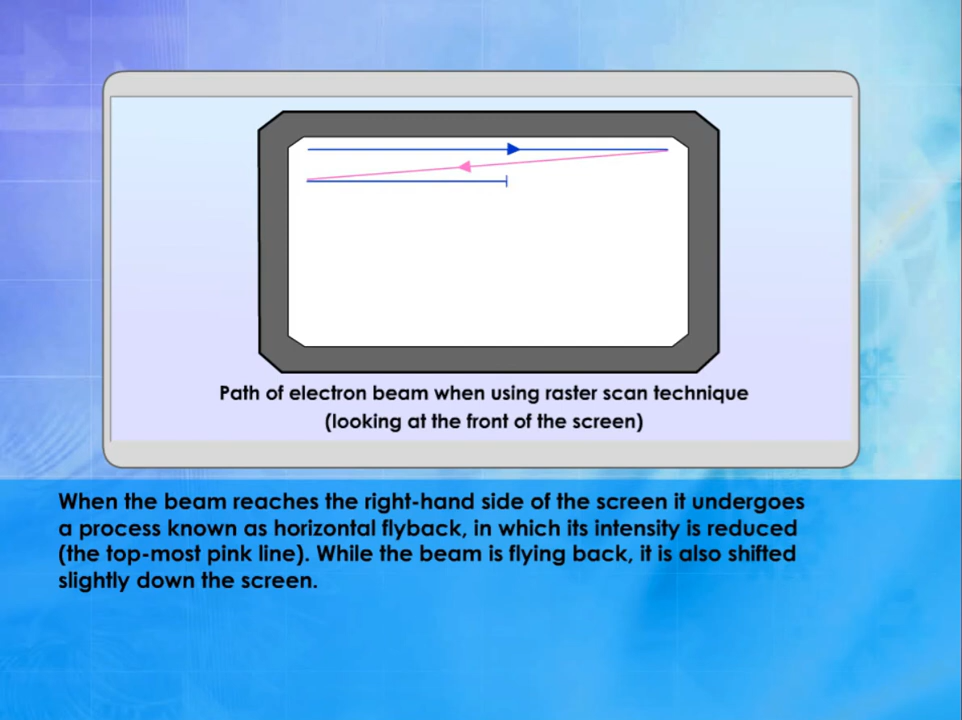 Path of electron beam when using raster scan technique
(looking at the front of the screen)
When the beam reaches the right-hand side of the screen it undergoes
a process known as horizontal flyback, in which its intensity is reduced
(the top-most pink line). While the beam is flying back, it is also shifted
slightly down the screen.